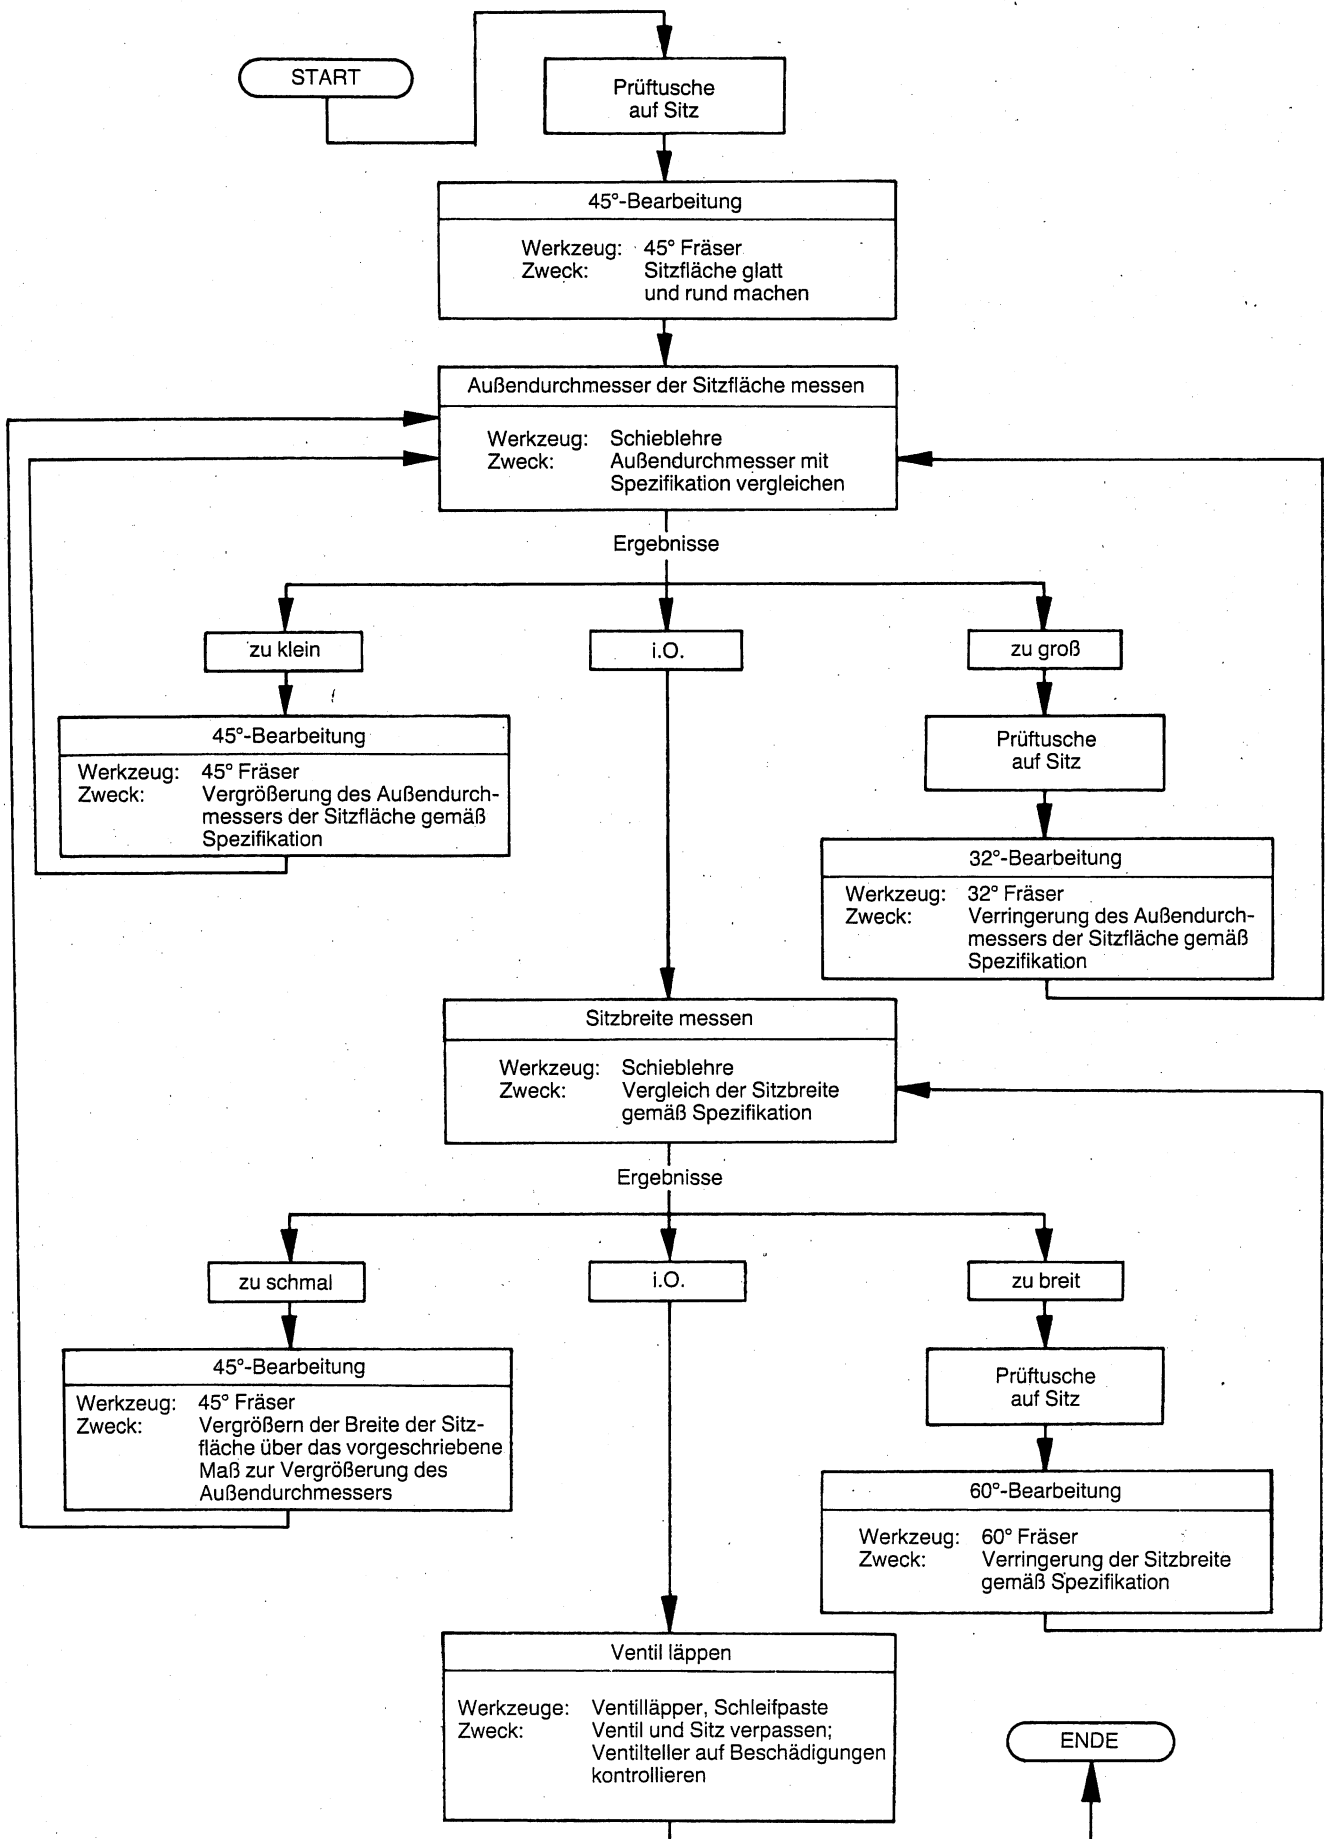 START
Prüftusche
auf Sitz
45°-Bearbeitung
Werkzeug: 45° Fräser
Zweck: Sitzfläche glatt
und rund machen
Außendurchmesser der Sitzfläche messen
Werkzeug: Schieblehre
Zweck: Außendurchmesser mit
Spezifikation vergleichen
Ergebnisse
zu klein
i.O.
zu groß
45°-Bearbeitung
Werkzeug: 45° Fräser
Zweck: Vergrößerung des Außendurch-
messers der Sitzfläche gemäß
Spezifikation
Prüftusche
auf Sitz
32°-Bearbeitung
Werkzeug: 32° Fräser
Zweck: Verringerung des Außendurch-
messers der Sitzfläche gemäß
Spezifikation
Sitzbreite messen
Werkzeug: Schieblehre
Zweck: Vergleich der Sitzbreite
gemäß Spezifikation
Ergebnisse
zu schmal
i.O.
zu breit
45°-Bearbeitung
Werkzeug: 45° Fräser
Zweck: Vergrößern der Breite der Sitz-
fläche über das vorgeschriebene
Maß zur Vergrößerung des
Außendurchmessers
Prüftusche
auf Sitz
60°-Bearbeitung
Werkzeug: 60° Fräser
Zweck: Verringerung der Sitzbreite
gemäß Spezifikation
Ventil läppen
Werkzeuge: Ventilläpper, Schleifpaste
Zweck: Ventil und Sitz verpassen;
Ventilteller auf Beschädigungen
kontrollieren
ENDE